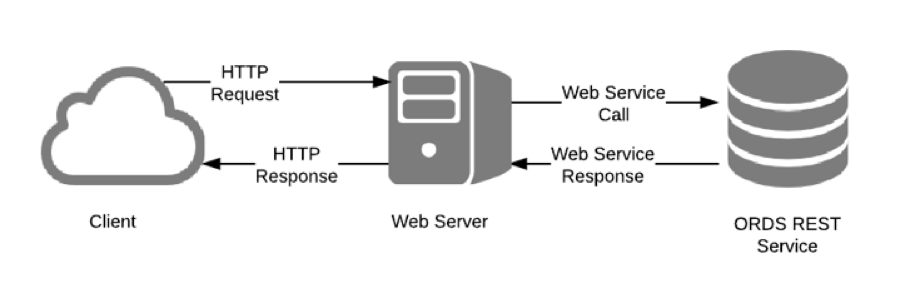 HTTP
Request
Web Service
Call
HTTP
Response
Web Service
Response
Client
Web Server
ORDS REST
Service